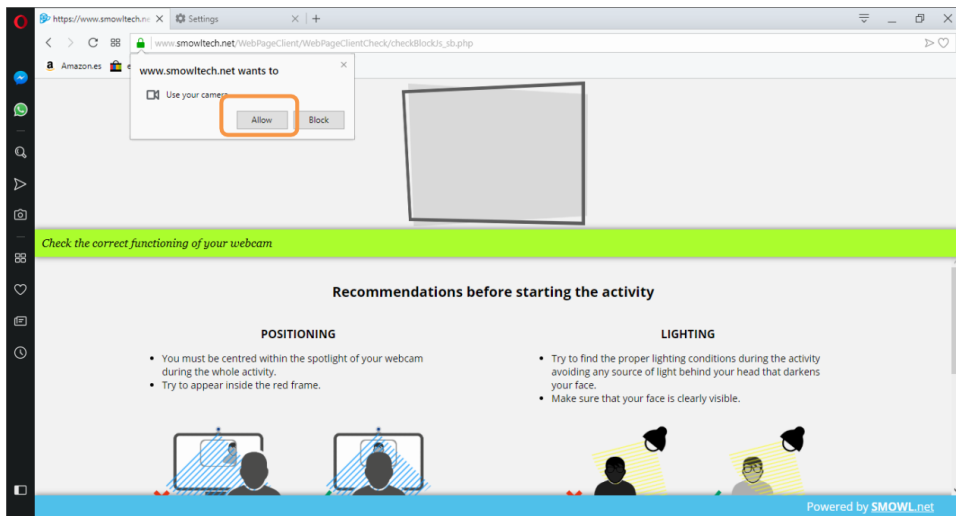 https://www.smowltech.ne
Settings
www.smowltech.net/WebPageClient/WebPageClientCheck/checkBlockJs_sb.php
Amazon.es
www.smowltech.net wants to
Use your camera
Allow
Block
Check the correct functioning of your webcam
Recommendations before starting the activity
POSITIONING
You must be centred within the spotlight of your webcam
during the whole activity.
Try to appear inside the red frame.
LIGHTING
Try to find the proper lighting conditions during the activity
avoiding any source of light behind your head that darkens
your face.
Make sure that your face is clearly visible.
Powered by SMOWL.net